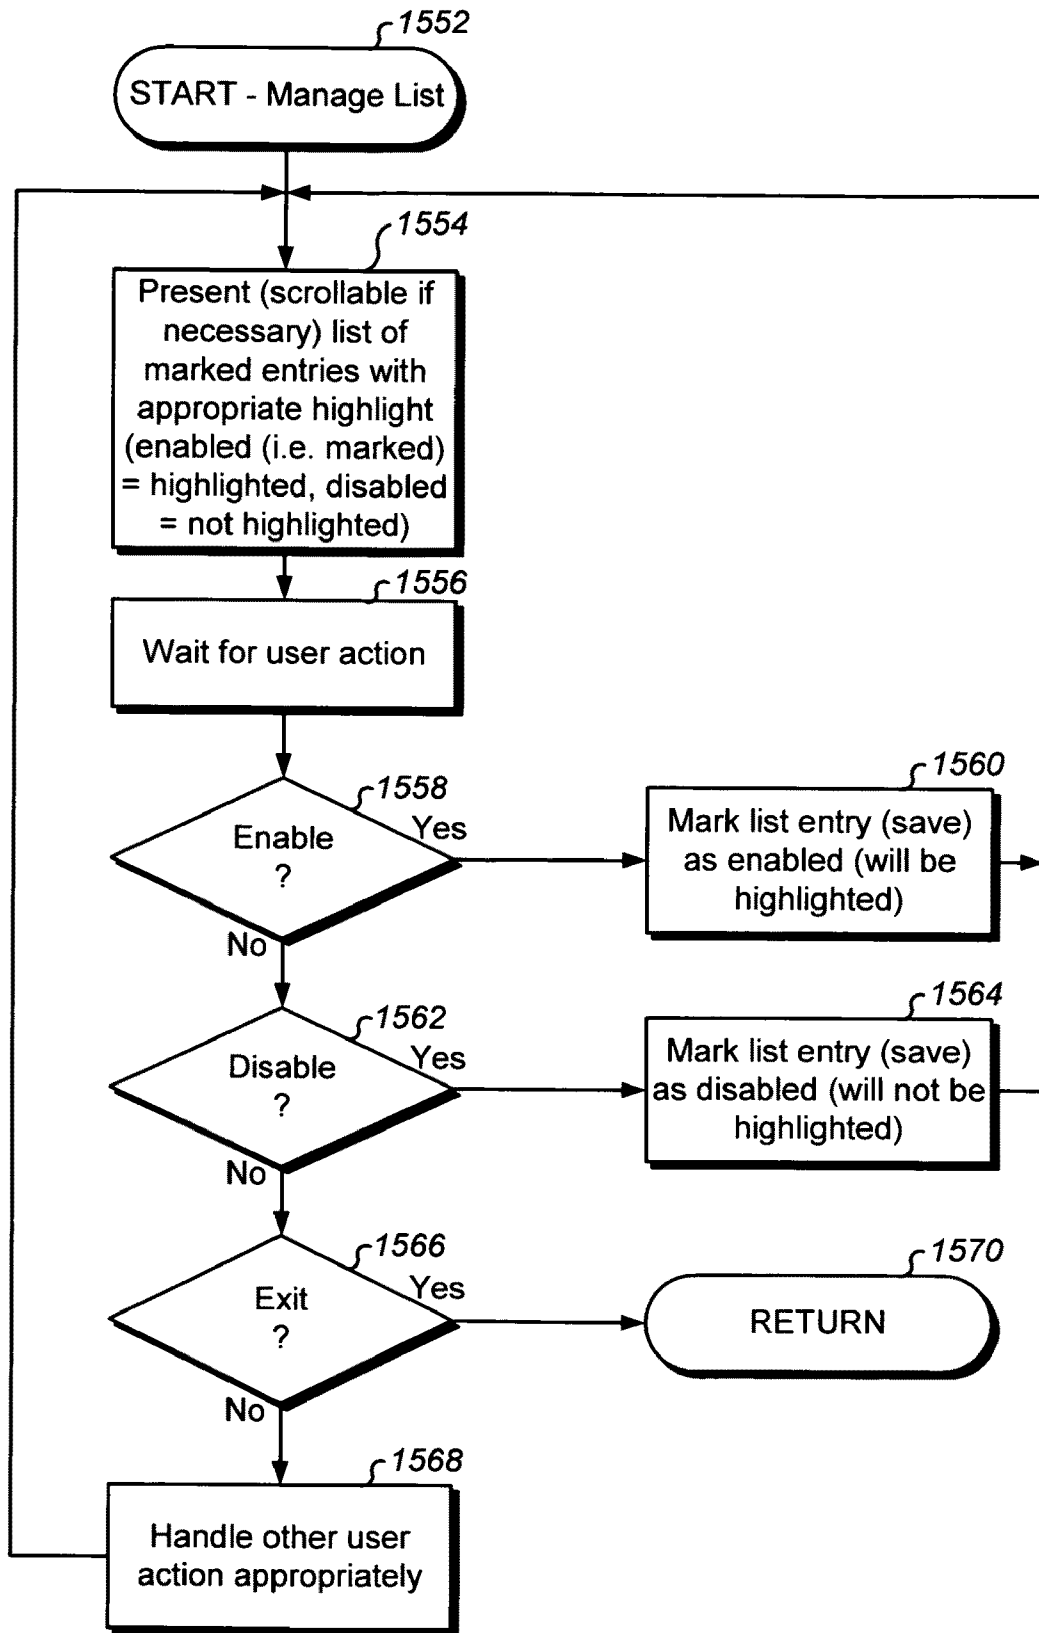 1552
START - Manage List
1554
Present (scrollable if
necessary) list of
marked entries with
appropriate highlight
(enabled (i.e. marked)
= highlighted, disabled
= not highlighted)
1556
Wait for user action
1558
Enable
?
Yes
No
1560
Mark list entry (save)
as enabled (will be
highlighted)
1562
Disable
?
Yes
No
1564
Mark list entry (save)
as disabled (will not be
highlighted)
1566
Exit
?
Yes
No
1570
RETURN
1568
Handle other user
action appropriately